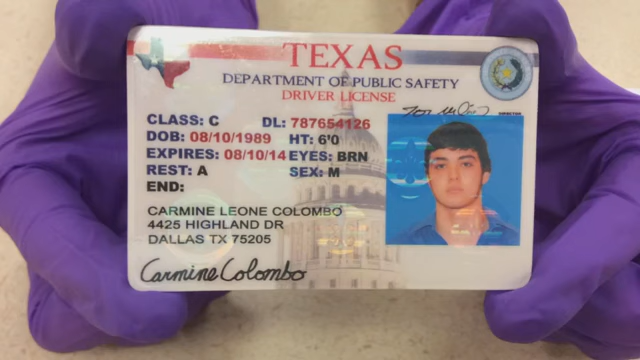 TEXAS
DEPARTMENT OF PUBLIC SAFETY
DRIVER LICENSE
DIRECTOR
CLASS: C DL: 787654126
DOB: 08/10/1989 HT: 6'0
EXPIRES: 08/10/14 EYES: BRN
REST: A SEX: M
END:
CARMINE LEONE COLOMBO
4425 HIGHLAND DR
DALLAS TX 75205
Carmine Colombo